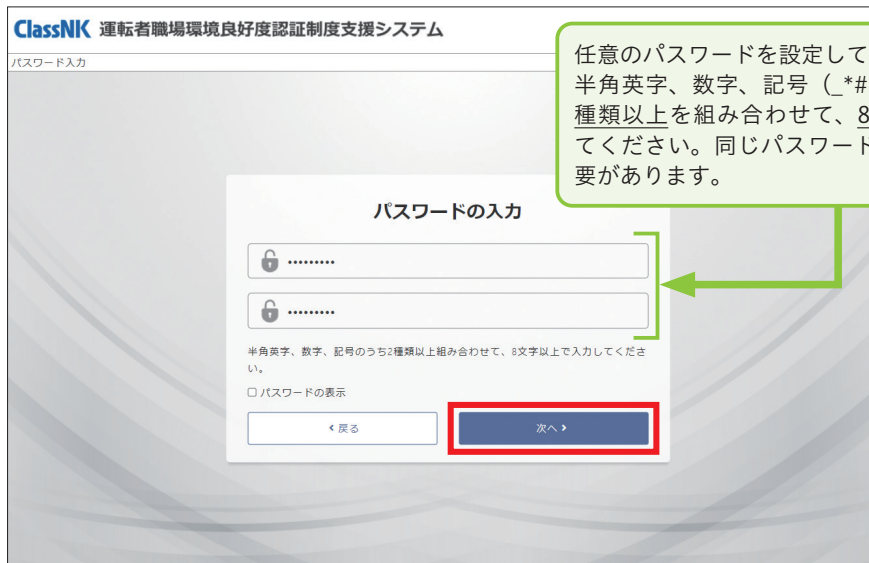 ClassNK 運転者職場環境良好度認証制度支援システム
パスワード入力
任意のパスワードを設定して
半角英字、数字、記号（_*#
種類以上を組み合わせて、8
てください。同じパスワード
要があります。
パスワードの入力
•••••••••
•••••••••
半角英字、数字、記号のうち2種類以上組み合わせて、8文字以上で入力してくださ
い。
パスワードの表示
戻る
次へ